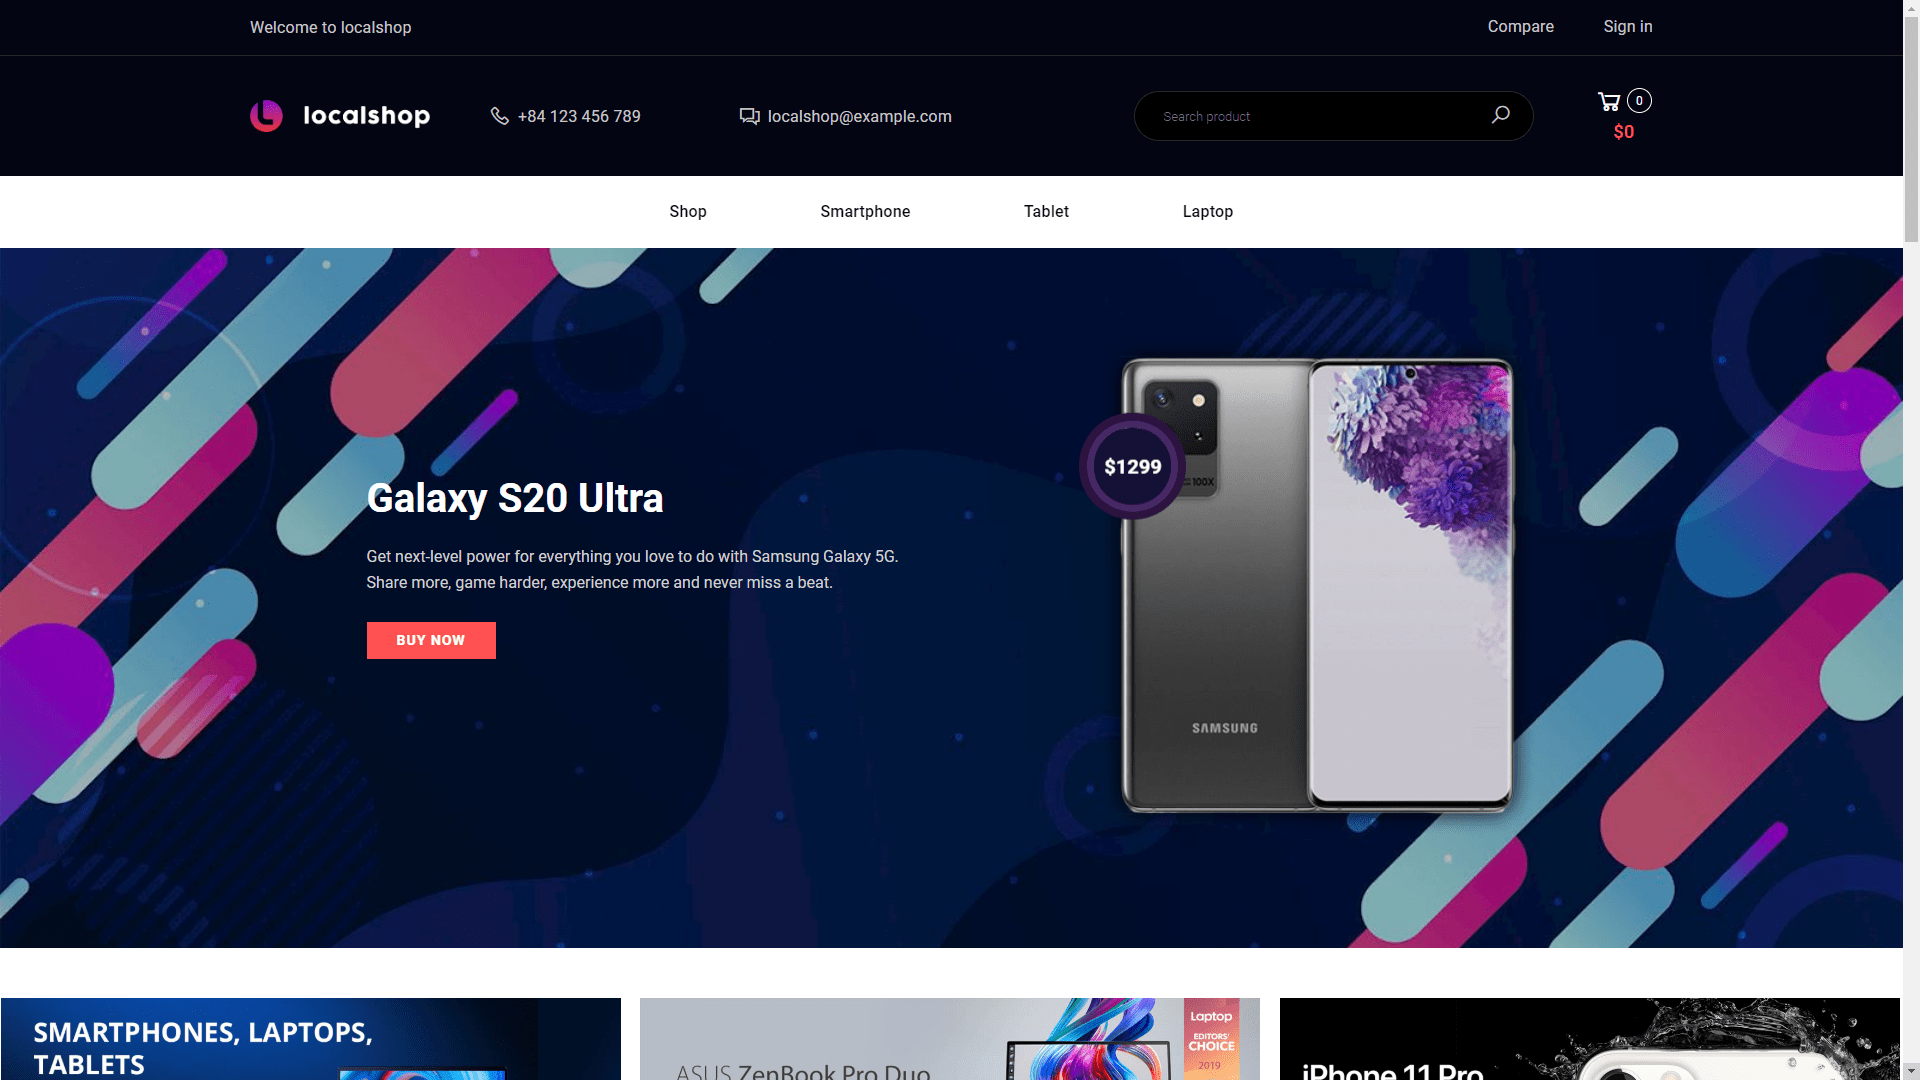 Welcome to localshop
Compare
Sign in
localshop
+84 123 456 789
localshop@example.com
Search product
0
$0
Shop
Smartphone
Tablet
Laptop
Galaxy S20 Ultra
Get next-level power for everything you love to do with Samsung Galaxy 5G.
Share more, game harder, experience more and never miss a beat.
BUY NOW
$1299
100X
SAMSUNG
SMARTPHONES, LAPTOPS,
TABLETS
ASUS ZenBook Pro Duo
Laptop
EDITORS'
CHOICE
2019
iPhone 11 Pro